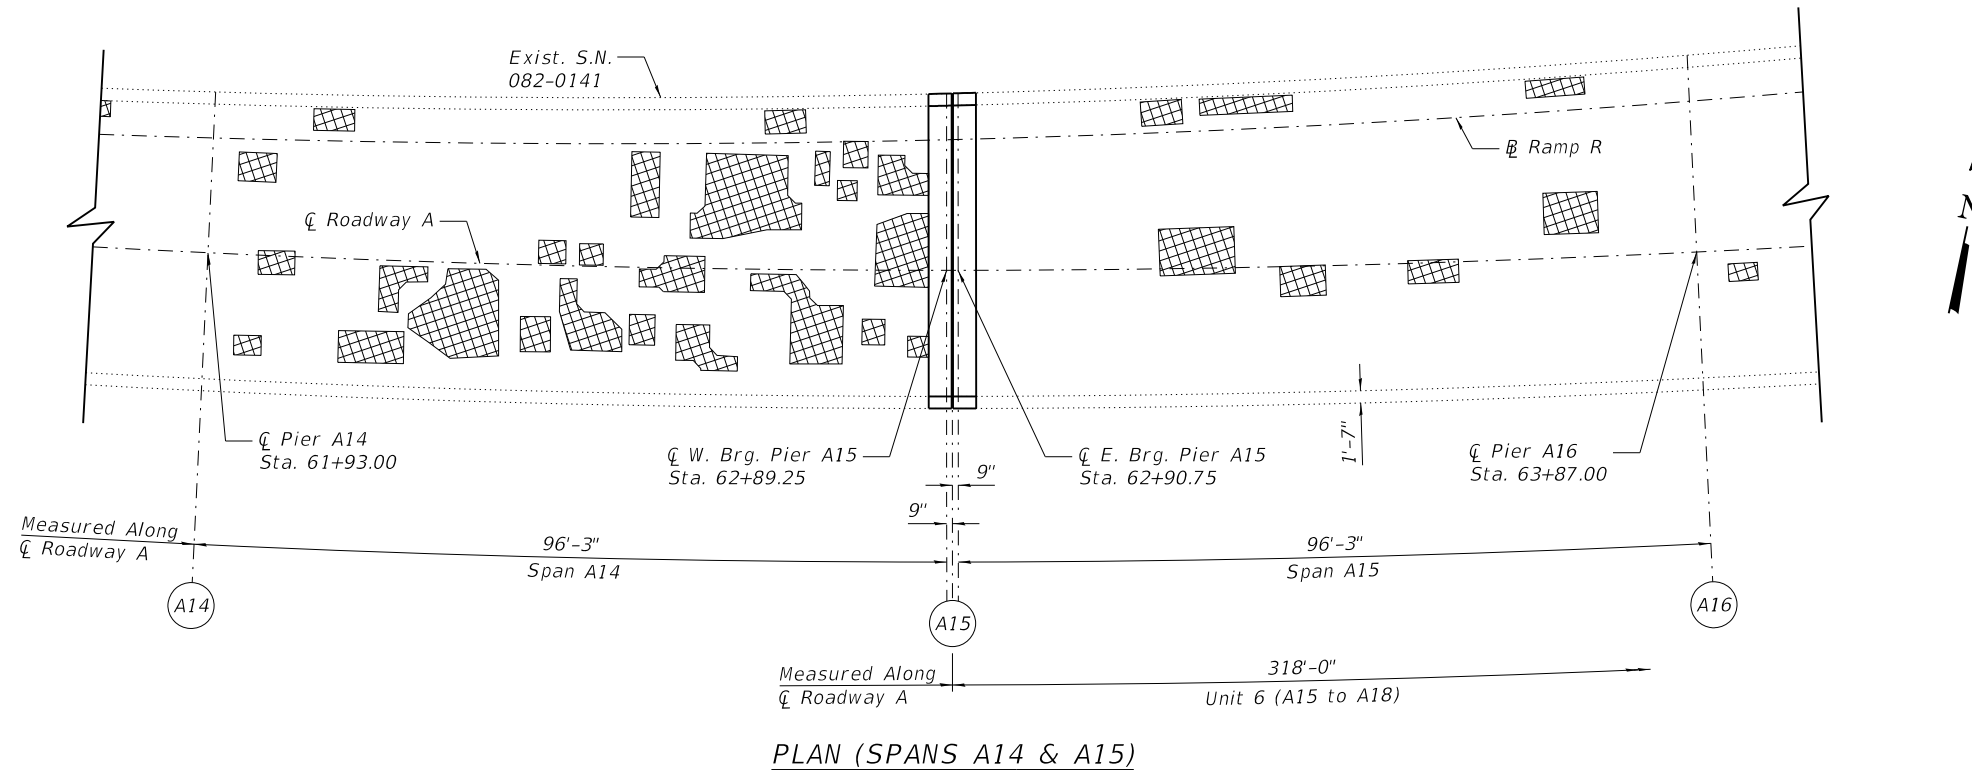 Exist. S.N.
082-0141
℄ Roadway A
B̶L̶ Ramp R
N
℄ Pier A14
Sta. 61+93.00
℄ W. Brg. Pier A15
Sta. 62+89.25
℄ E. Brg. Pier A15
Sta. 62+90.75
1'-7"
℄ Pier A16
Sta. 63+87.00
9"
9"
Measured Along
℄ Roadway A
96'-3"
Span A14
96'-3"
Span A15
A14
A15
A16
Measured Along
℄ Roadway A
318'-0"
Unit 6 (A15 to A18)
PLAN (SPANS A14 & A15)